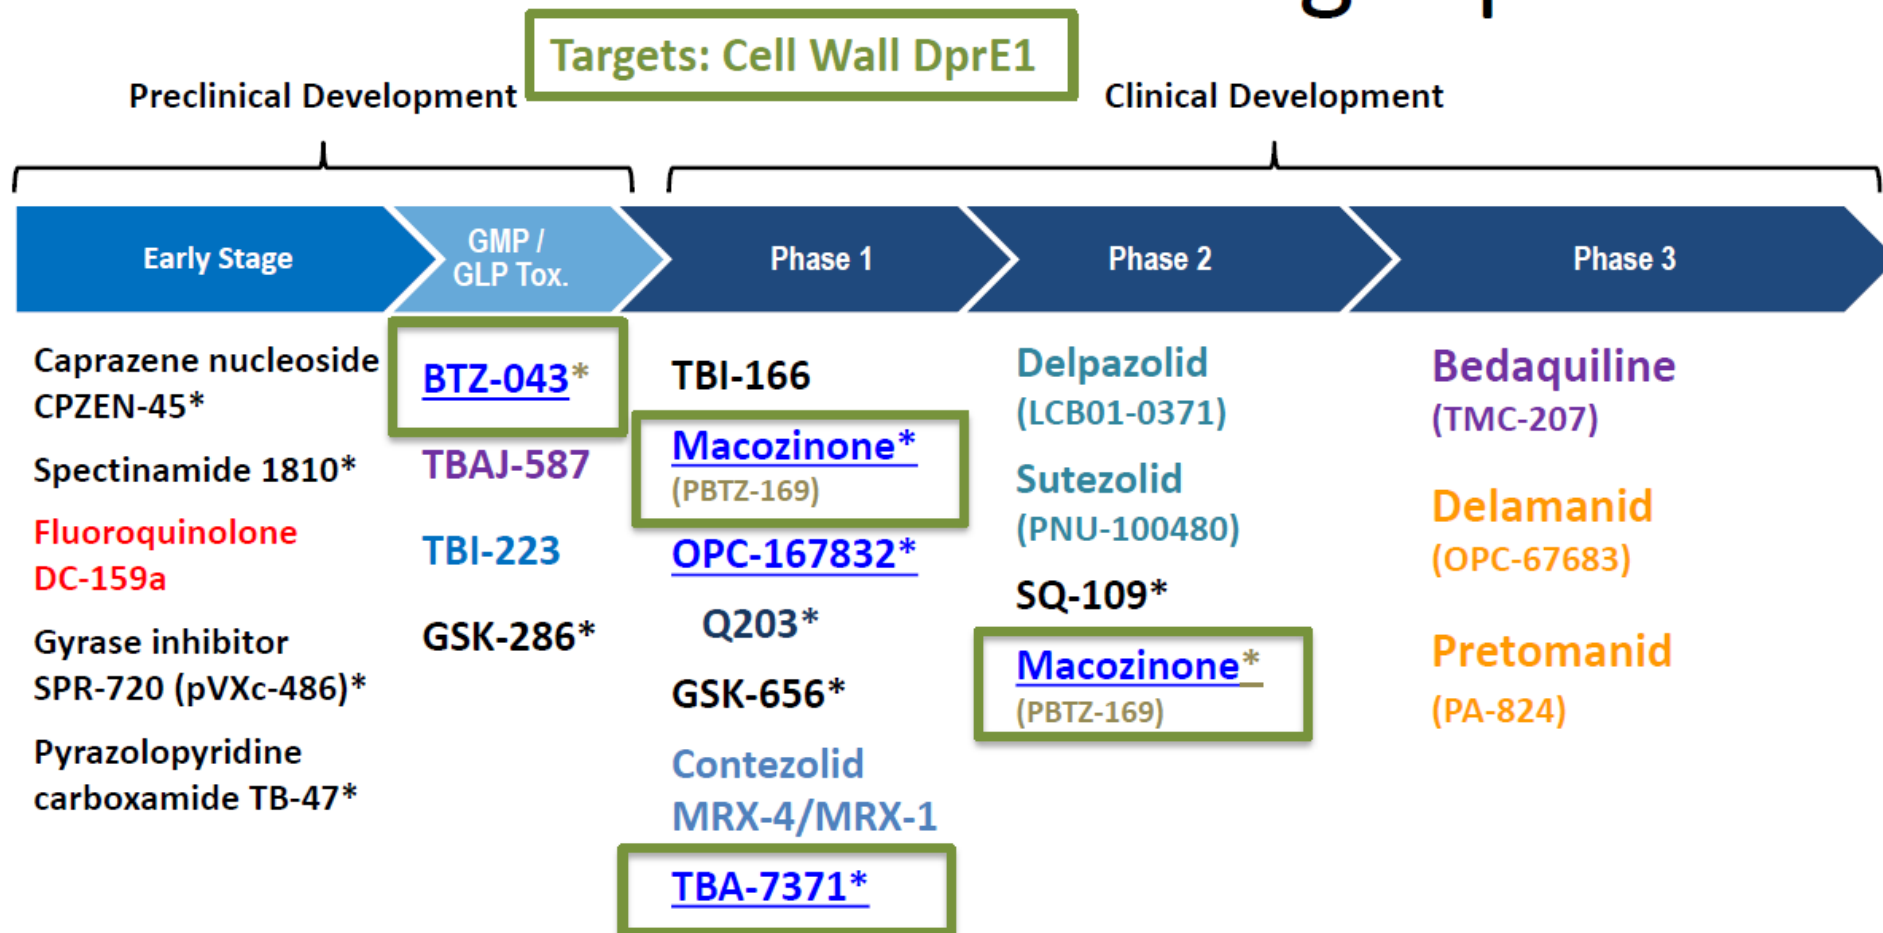 Targets: Cell Wall DprE1
Preclinical Development
Clinical Development
Early Stage
GMP /
GLP Tox.
Phase 1
Phase 2
Phase 3
Caprazene nucleoside
CPZEN-45*
Spectinamide 1810*
Fluoroquinolone
DC-159a
Gyrase inhibitor
SPR-720 (pVXc-486)*
Pyrazolopyridine
carboxamide TB-47*
BTZ-043*
TBAJ-587
TBI-223
GSK-286*
TBI-166
Macozinone*
(PBTZ-169)
OPC-167832*
Q203*
GSK-656*
Contezolid
MRX-4/MRX-1
TBA-7371*
Delpazolid
(LCB01-0371)
Sutezolid
(PNU-100480)
SQ-109*
Macozinone*
(PBTZ-169)
Bedaquiline
(TMC-207)
Delamanid
(OPC-67683)
Pretomanid
(PA-824)